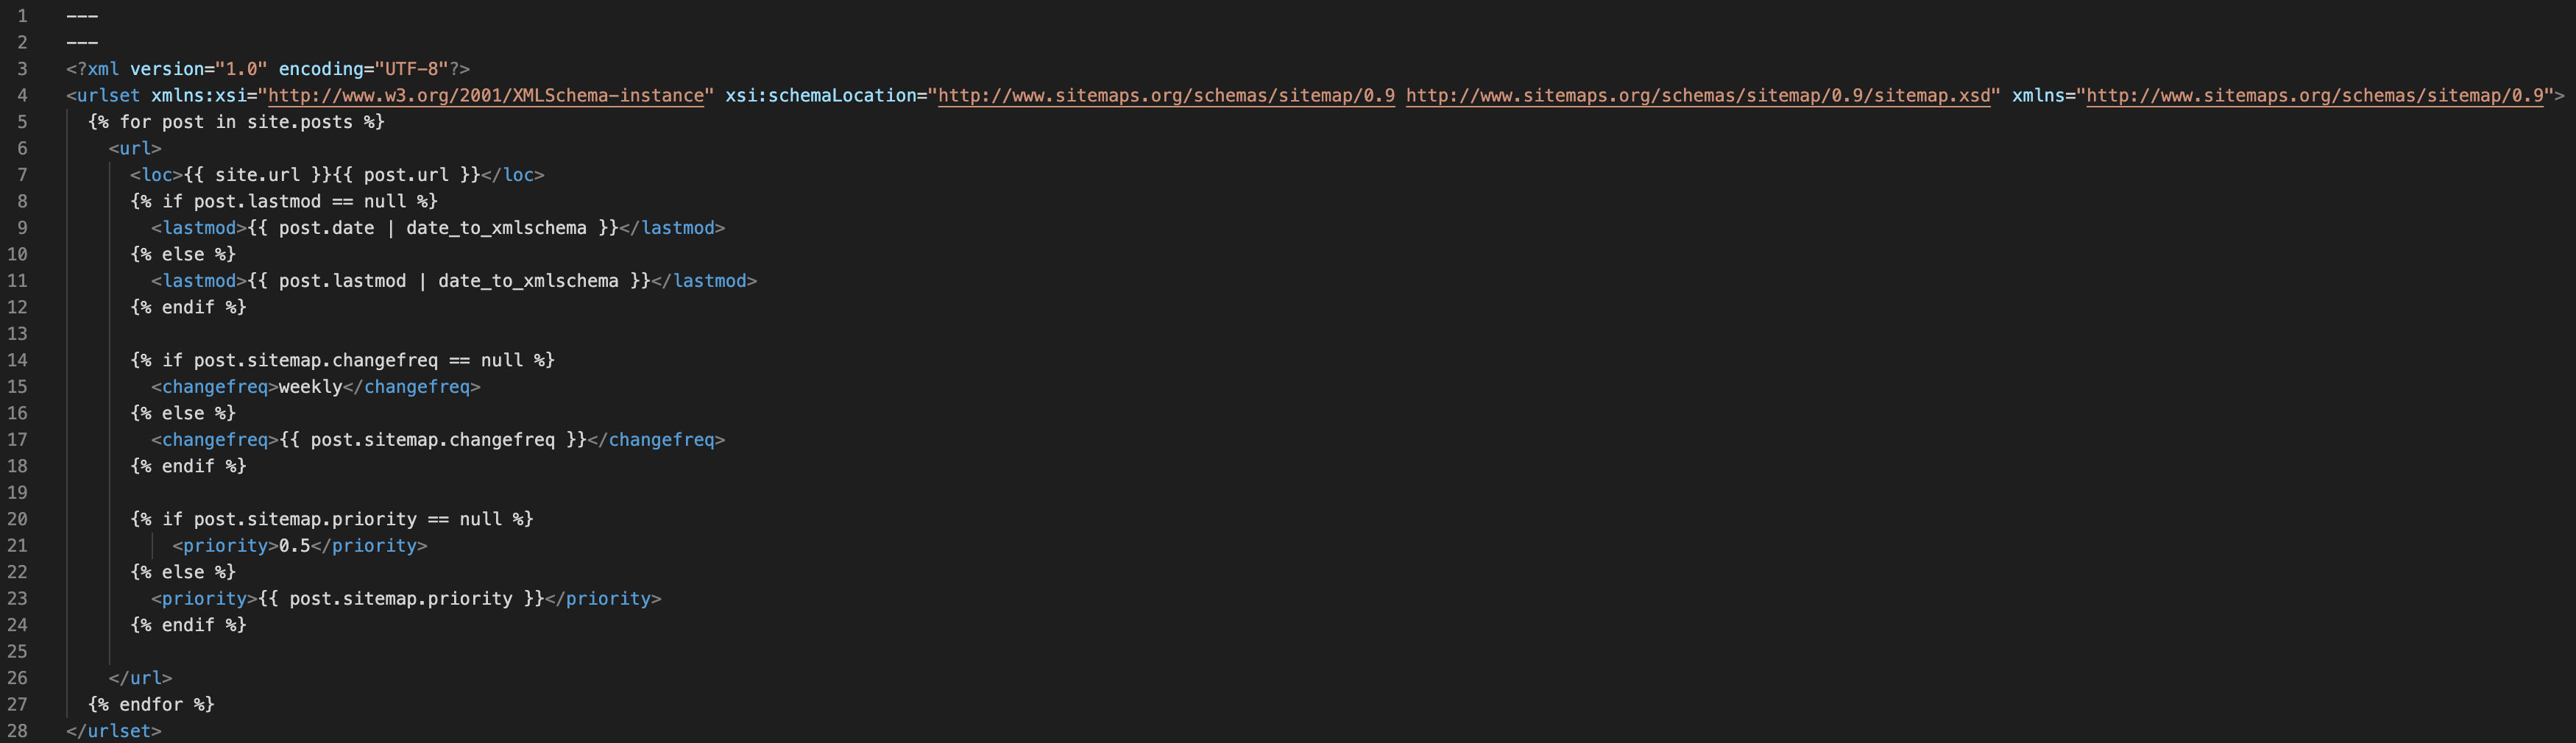 1 ---
2 ---
3 <?xml version="1.0" encoding="UTF-8"?>
4 <urlset xmlns:xsi="http://www.w3.org/2001/XMLSchema-instance" xsi:schemaLocation="http://www.sitemaps.org/schemas/sitemap/0.9 http://www.sitemaps.org/schemas/sitemap/0.9/sitemap.xsd" xmlns="http://www.sitemaps.org/schemas/sitemap/0.9">
5   {% for post in site.posts %}
6     <url>
7       <loc>{{ site.url }}{{ post.url }}</loc>
8       {% if post.lastmod == null %}
9         <lastmod>{{ post.date | date_to_xmlschema }}</lastmod>
10       {% else %}
11         <lastmod>{{ post.lastmod | date_to_xmlschema }}</lastmod>
12       {% endif %}
13
14       {% if post.sitemap.changefreq == null %}
15         <changefreq>weekly</changefreq>
16       {% else %}
17         <changefreq>{{ post.sitemap.changefreq }}</changefreq>
18       {% endif %}
19
20       {% if post.sitemap.priority == null %}
21           <priority>0.5</priority>
22       {% else %}
23         <priority>{{ post.sitemap.priority }}</priority>
24       {% endif %}
25
26     </url>
27   {% endfor %}
28 </urlset>